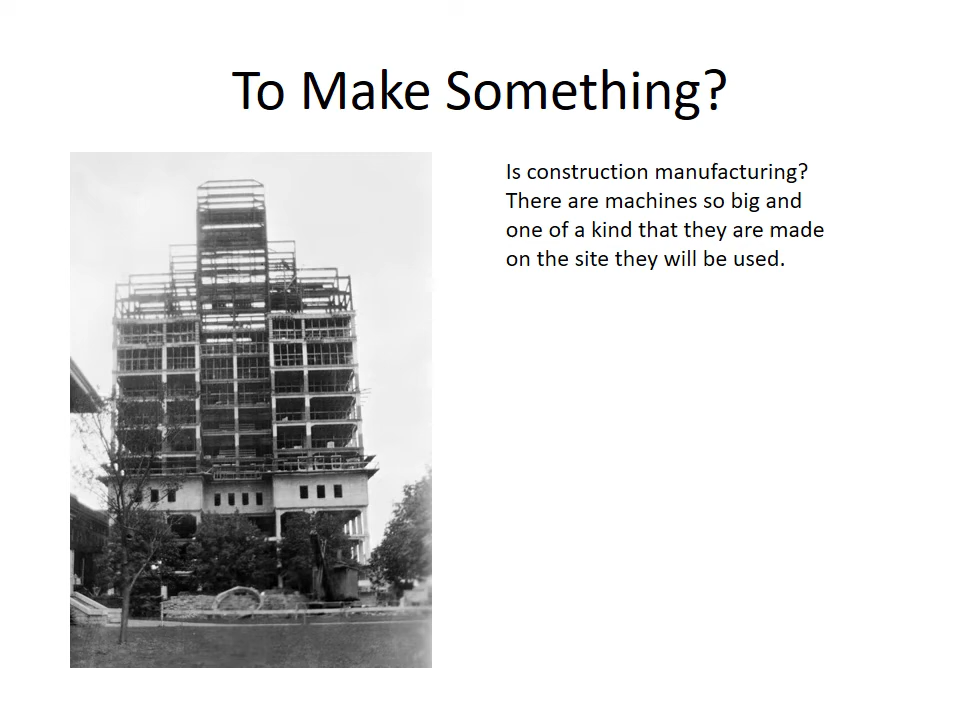 To Make Something?
Is construction manufacturing?
There are machines so big and
one of a kind that they are made
on the site they will be used.